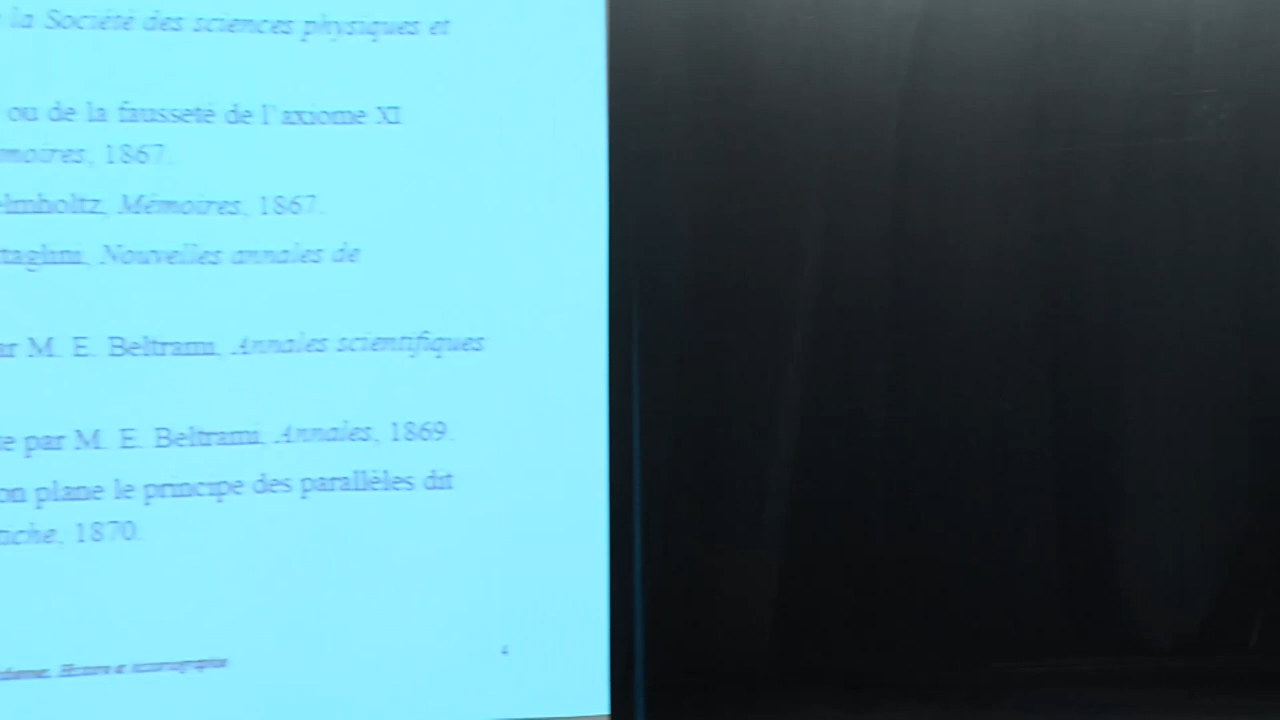 la Société des sciences physiques et
ou de la fausseté de l'axiome XI
moires, 1867.
elmholtz, Mémoires, 1867.
taglini, Nouvelles annales de
ar M. E. Beltrami, Annales scientifiques
e par M. E. Beltrami, Annales, 1869.
on plane le principe des parallèles dit
tiche, 1870.
4